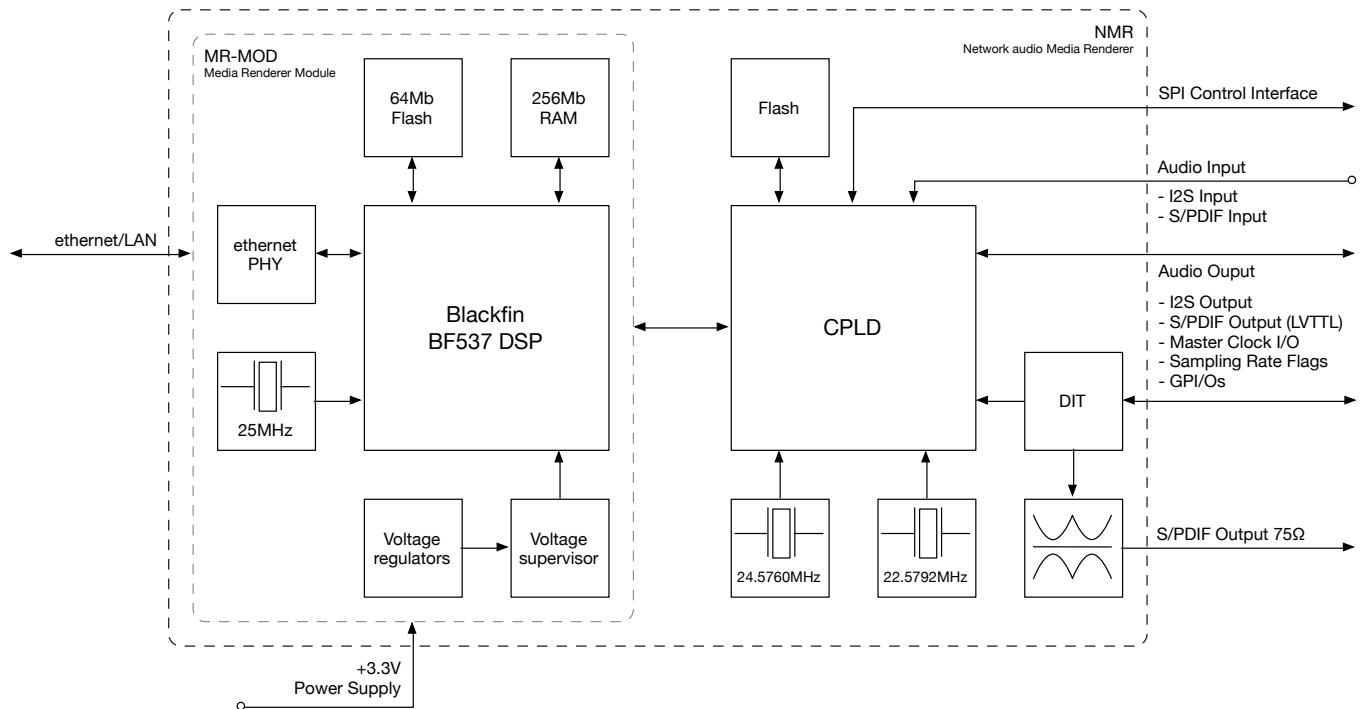 MR-MOD
Media Renderer Module
NMR
Network audio Media Renderer
64Mb
Flash
256Mb
RAM
Flash
SPI Control Interface
Audio Input
- I2S Input
- S/PDIF Input
ethernet/LAN
ethernet
PHY
Blackfin
BF537 DSP
CPLD
Audio Ouput
- I2S Output
- S/PDIF Output (LVTTL)
- Master Clock I/O
- Sampling Rate Flags
- GPI/Os
25MHz
DIT
Voltage
regulators
Voltage
supervisor
24.5760MHz
22.5792MHz
S/PDIF Output 75Ω
+3.3V
Power Supply